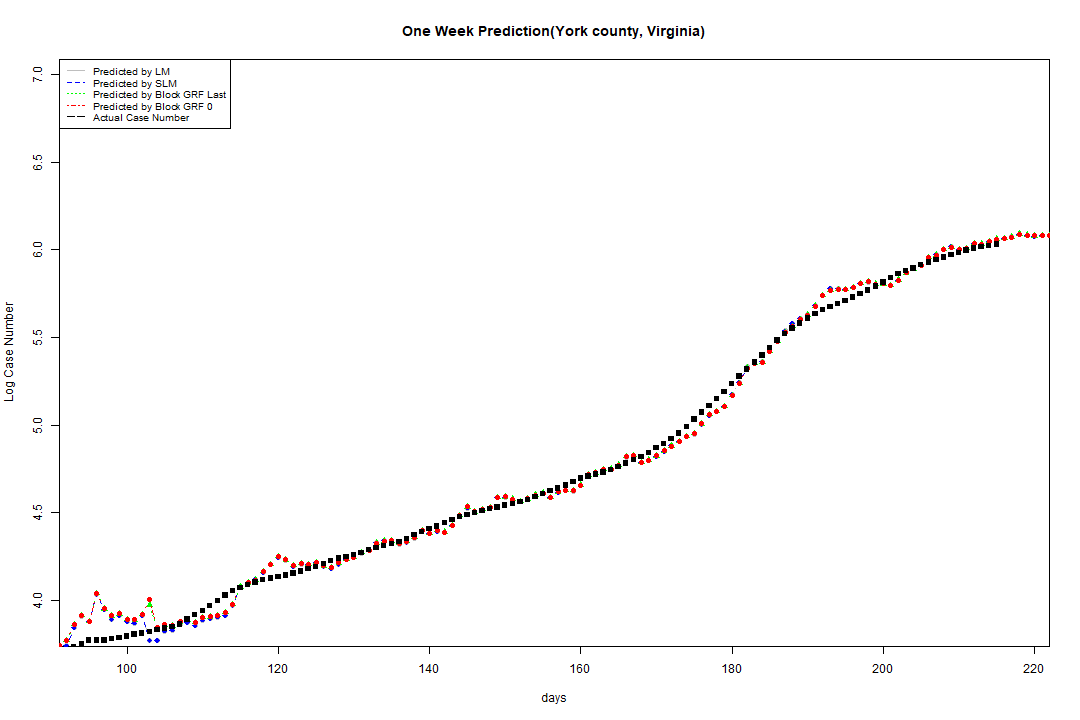 One Week Prediction(York county, Virginia)
Predicted by LM
Predicted by SLM
Predicted by Block GRF Last
Predicted by Block GRF 0
Actual Case Number
7.0
6.5
6.0
5.5
5.0
4.5
4.0
Log Case Number
100 120 140 160 180 200 220
days